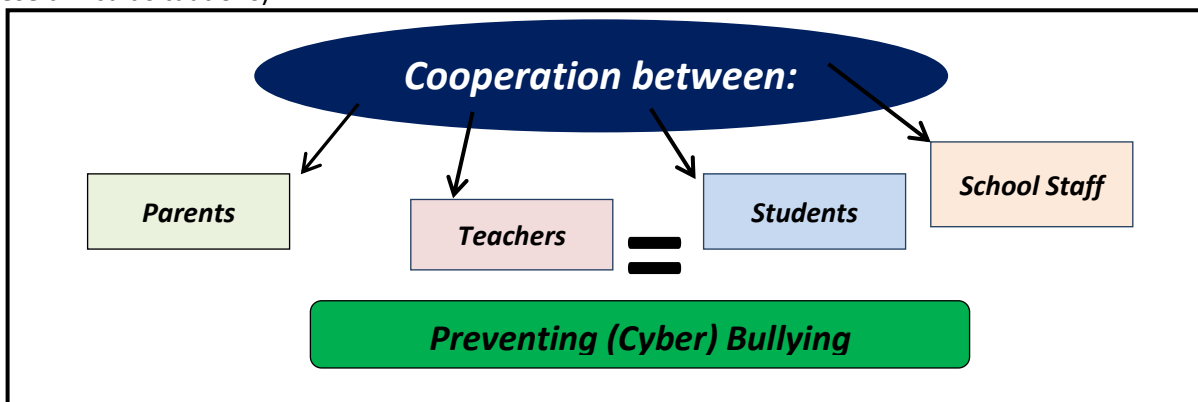 Cooperation between:
Parents
Teachers
=
Students
School Staff
Preventing (Cyber) Bullying